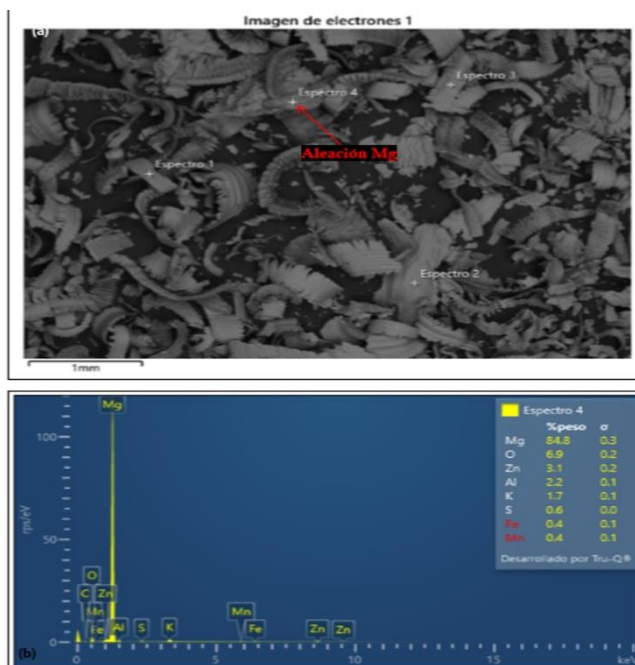 Imagen de electrones 1
(a)
Espectro 3
Espectro 4
Aleación Mg
Espectro 1
Espectro 2
1mm
Mg
100
50
0
rps/eV
O
C
Zn
Mn
Fe
Al
S
K
Mn
Fe
Zn
Zn
(b)
0
5
10
15
keV
Espectro 4
%peso σ
Mg 84.8 0.3
O 6.9 0.2
Zn 3.1 0.2
Al 2.2 0.1
K 1.7 0.1
S 0.6 0.0
Fe 0.4 0.1
Mn 0.4 0.1
Desarrollado por Tru-Q®